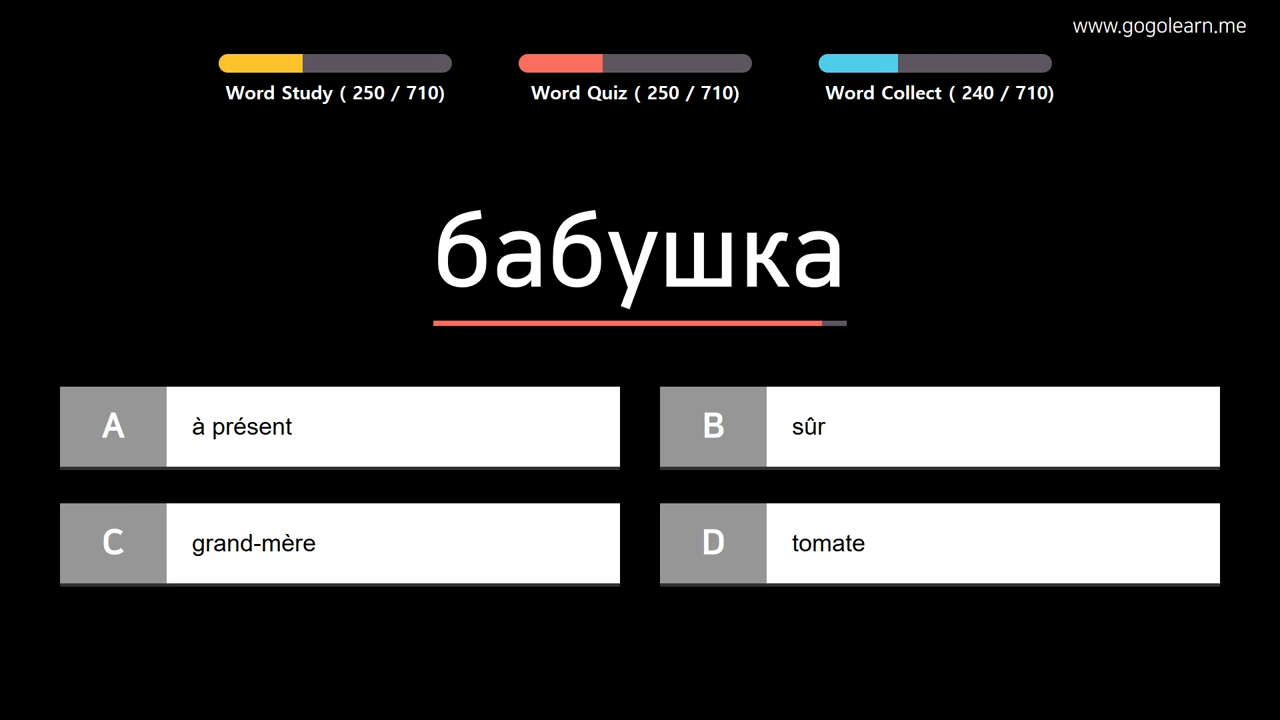 www.gogolearn.me
Word Study ( 250 / 710)
Word Quiz ( 250 / 710)
Word Collect ( 240 / 710)
бабушка
A
à présent
B
sûr
C
grand-mère
D
tomate